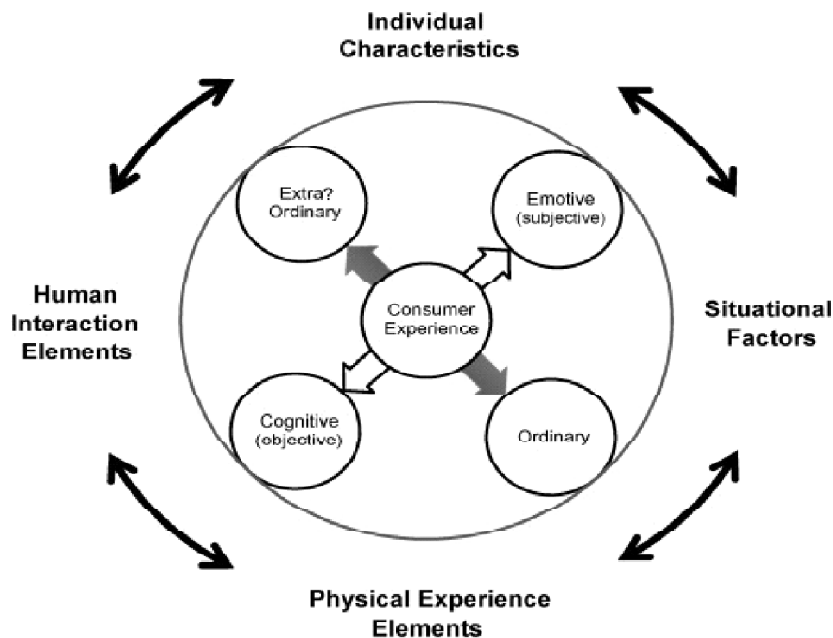 Individual
Characteristics
Extra?
Ordinary
Emotive
(subjective)
Human
Interaction
Elements
Consumer
Experience
Situational
Factors
Cognitive
(objective)
Ordinary
Physical Experience
Elements